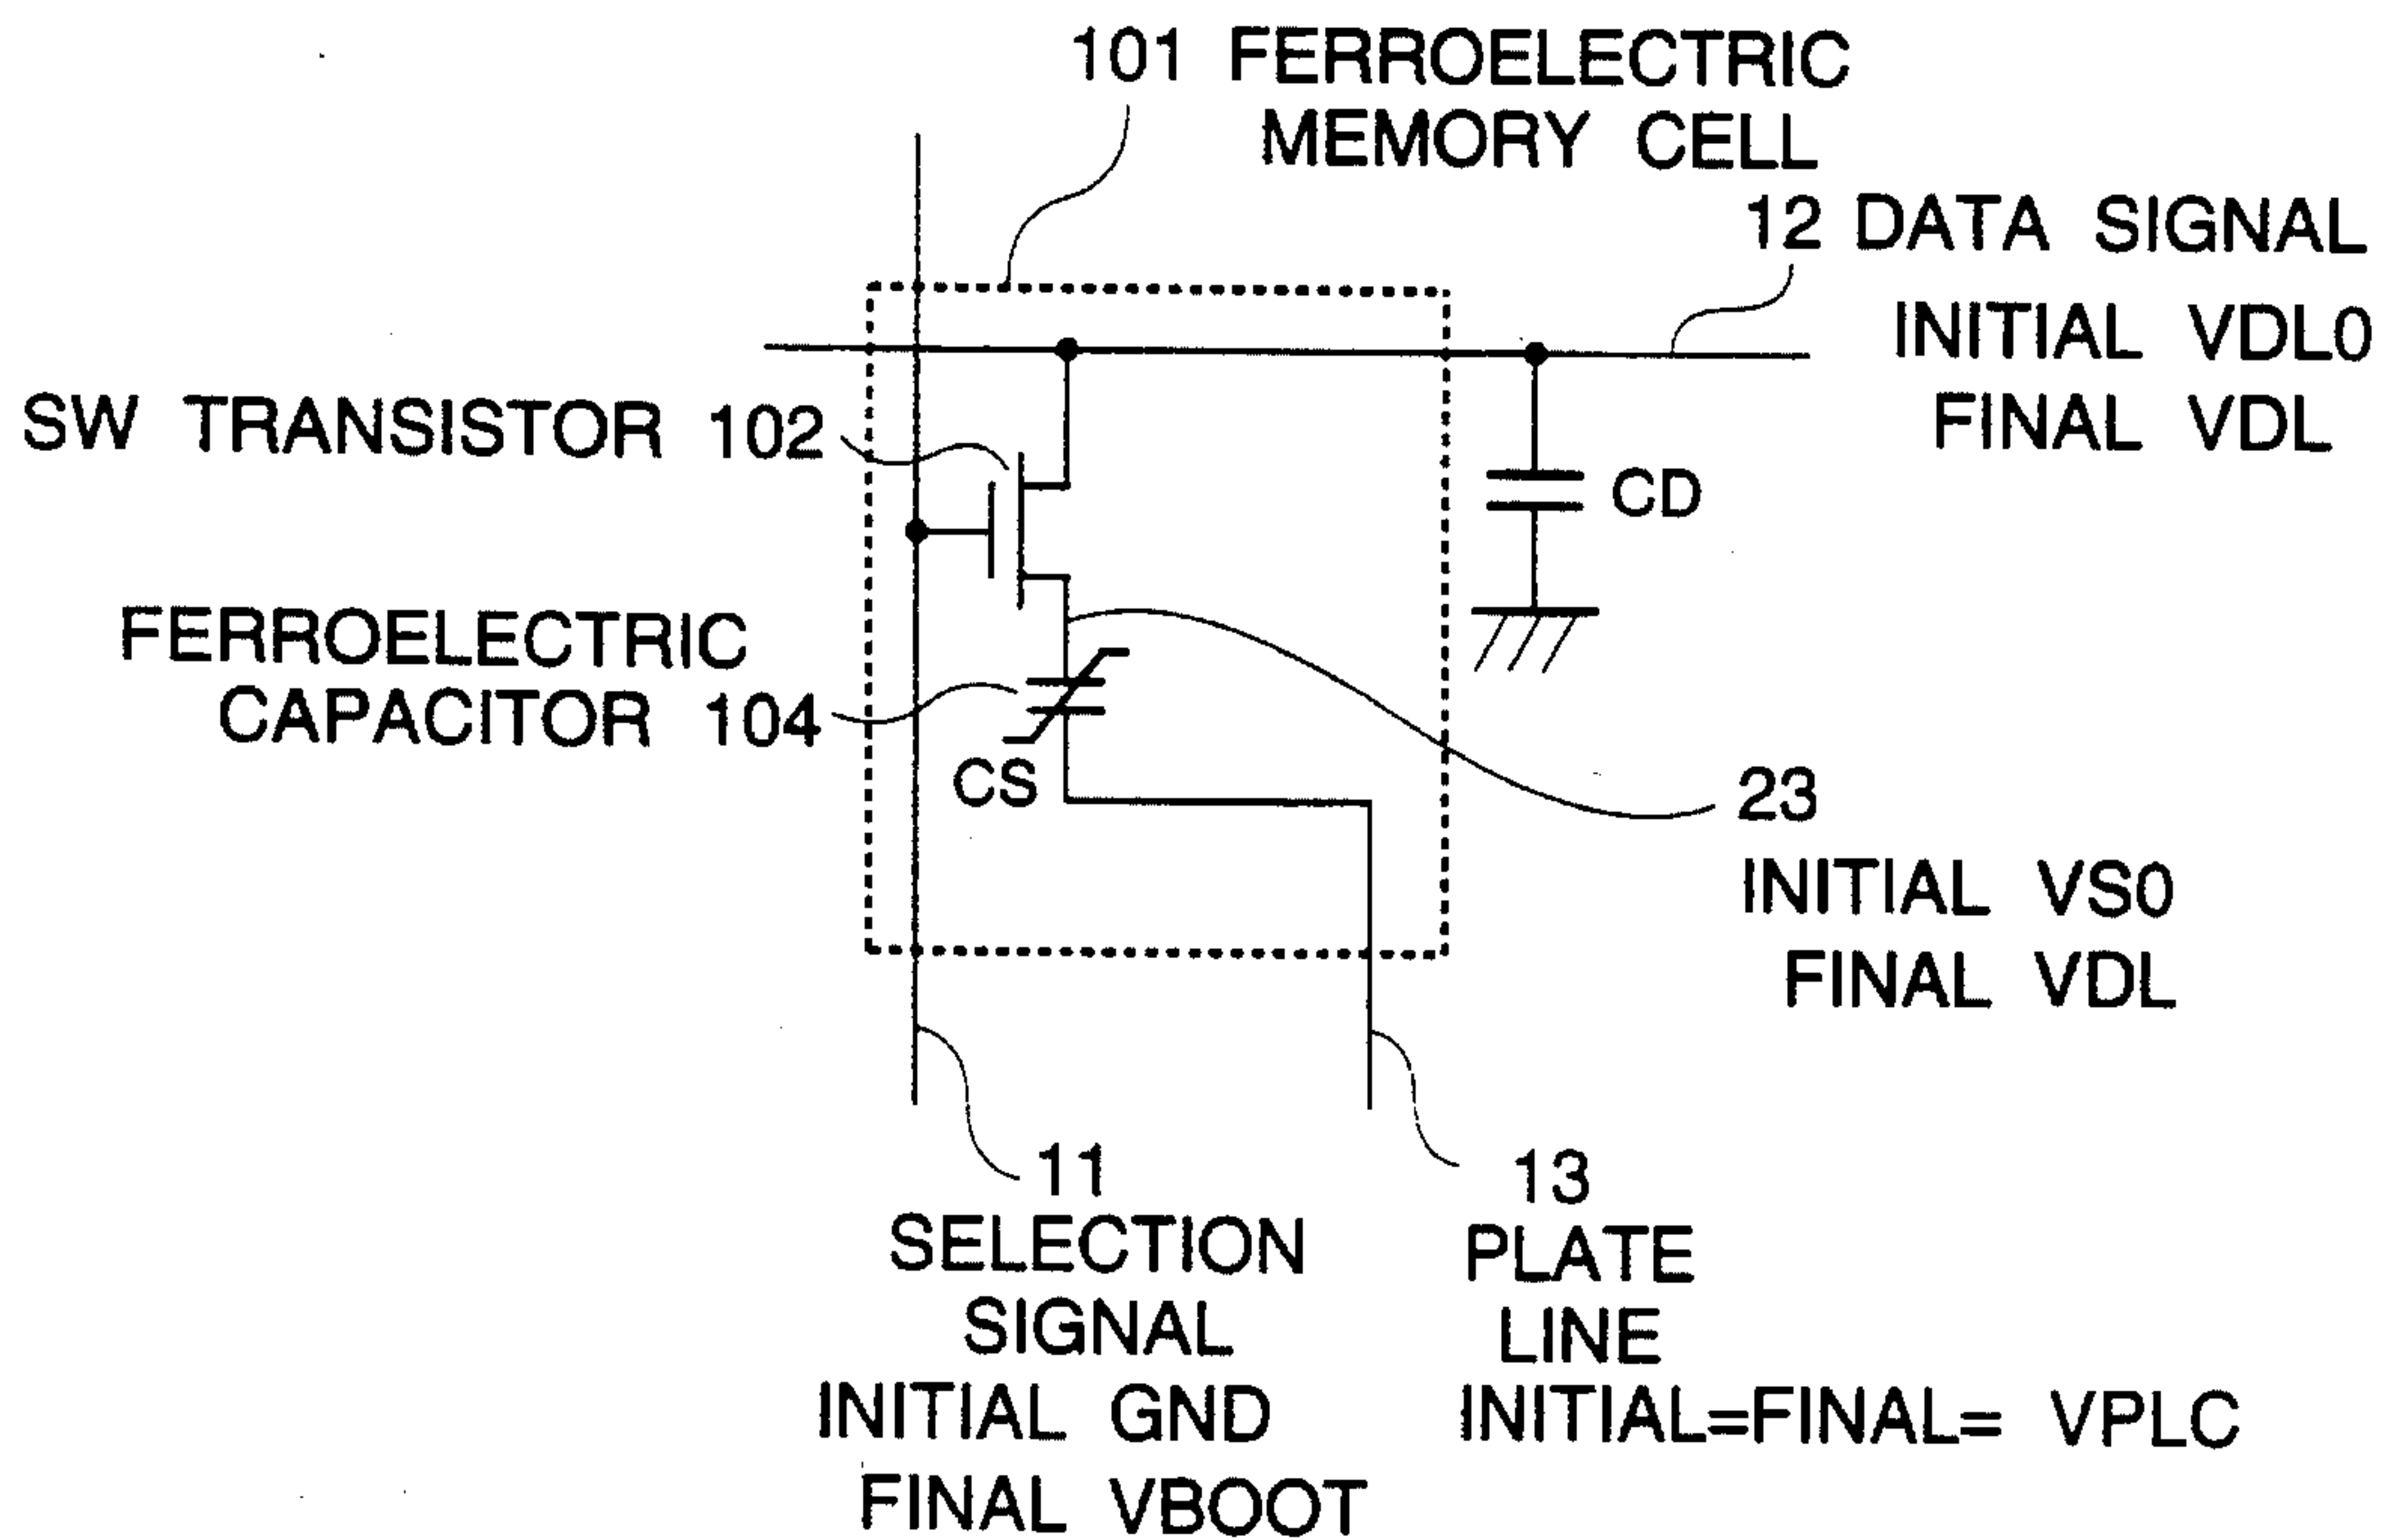 101 FERROELECTRIC
MEMORY CELL
12 DATA SIGNAL
INITIAL VDL0
FINAL VDL
SW TRANSISTOR 102
CD
FERROELECTRIC
CAPACITOR 104
CS
23
INITIAL VS0
FINAL VDL
11
SELECTION
SIGNAL
INITIAL GND
FINAL VBOOT
13
PLATE
LINE
INITIAL=FINAL= VPLC